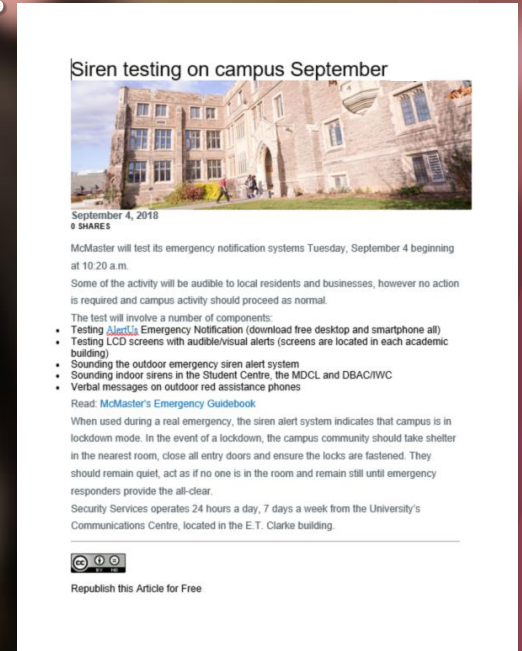 Siren testing on campus September
September 4, 2018
0 SHARES
McMaster will test its emergency notification systems Tuesday, September 4 beginning
at 10:20 a.m.
Some of the activity will be audible to local residents and businesses, however no action
is required and campus activity should proceed as normal.
The test will involve a number of components:
• Testing AlertUs Emergency Notification (download free desktop and smartphone all)
• Testing LCD screens with audible/visual alerts (screens are located in each academic
building)
• Sounding the outdoor emergency siren alert system
• Sounding indoor sirens in the Student Centre, the MDCL and DBAC/IWC
• Verbal messages on outdoor red assistance phones
Read: McMaster's Emergency Guidebook
When used during a real emergency, the siren alert system indicates that campus is in
lockdown mode. In the event of a lockdown, the campus community should take shelter
in the nearest room, close all entry doors and ensure the locks are fastened. They
should remain quiet, act as if no one is in the room and remain still until emergency
responders provide the all-clear.
Security Services operates 24 hours a day, 7 days a week from the University's
Communications Centre, located in the E.T. Clarke building.
cc
BY ND
Republish this Article for Free